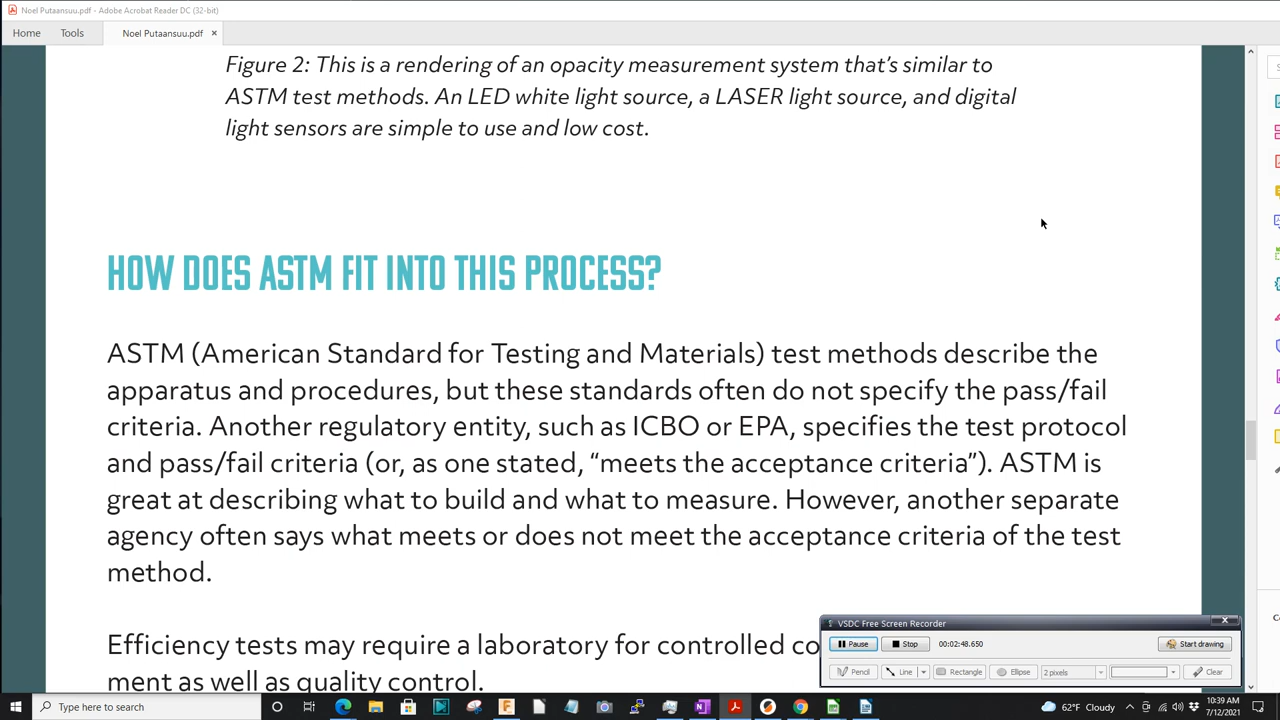 Noel Putaansuu.pdf - Adobe Acrobat Reader DC (32-bit)
Home Tools Noel Putaansuu.pdf ×
Figure 2: This is a rendering of an opacity measurement system that's similar to
ASTM test methods. An LED white light source, a LASER light source, and digital
light sensors are simple to use and low cost.
HOW DOES ASTM FIT INTO THIS PROCESS?
ASTM (American Standard for Testing and Materials) test methods describe the
apparatus and procedures, but these standards often do not specify the pass/fail
criteria. Another regulatory entity, such as ICBO or EPA, specifies the test protocol
and pass/fail criteria (or, as one stated, “meets the acceptance criteria”). ASTM is
great at describing what to build and what to measure. However, another separate
agency often says what meets or does not meet the acceptance criteria of the test
method.
Efficiency tests may require a laboratory for controlled co
ment as well as quality control.
VSDC Free Screen Recorder
Pause Stop 00:02:48.650 Start drawing
Pencil Line Rectangle Ellipse 2 pixels Clear
Type here to search
62°F Cloudy
10:39 AM
7/12/2021